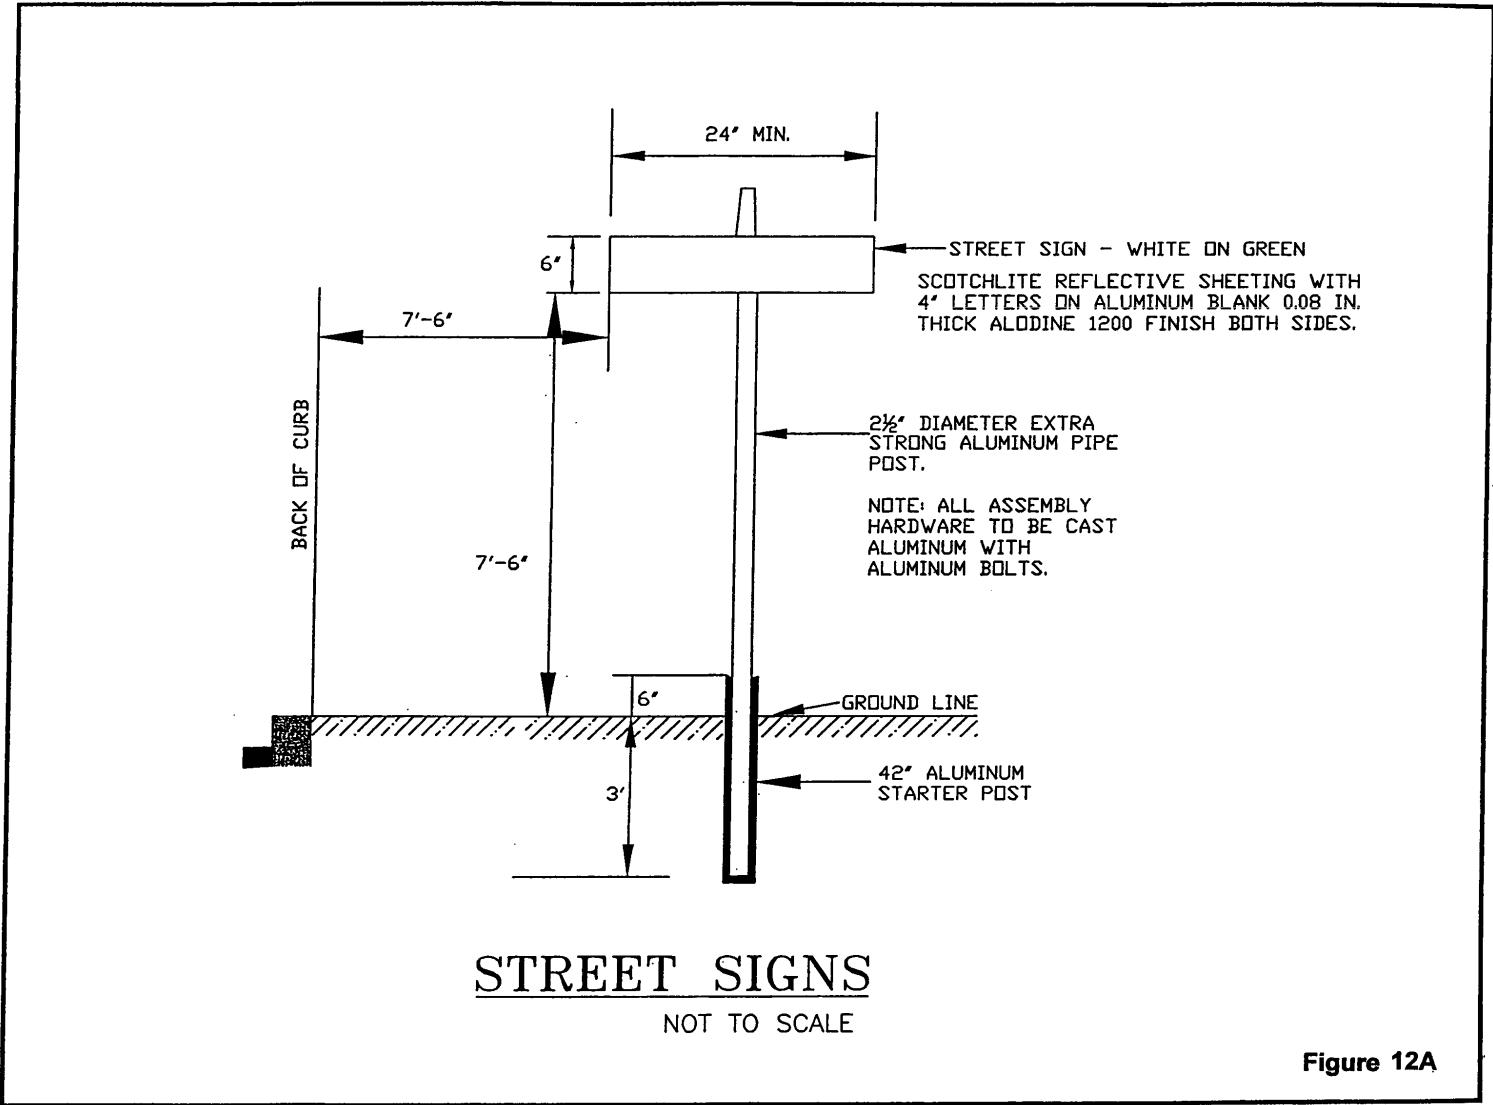 24" MIN.
STREET SIGN - WHITE ON GREEN
6"
SCOTCHLITE REFLECTIVE SHEETING WITH
4" LETTERS ON ALUMINUM BLANK 0.08 IN.
THICK ALODINE 1200 FINISH BOTH SIDES.
7'-6"
BACK OF CURB
2½" DIAMETER EXTRA
STRONG ALUMINUM PIPE
POST.
NOTE: ALL ASSEMBLY
HARDWARE TO BE CAST
ALUMINUM WITH
ALUMINUM BOLTS.
7'-6"
6"
GROUND LINE
3'
42" ALUMINUM
STARTER POST
STREET SIGNS
NOT TO SCALE
Figure 12A